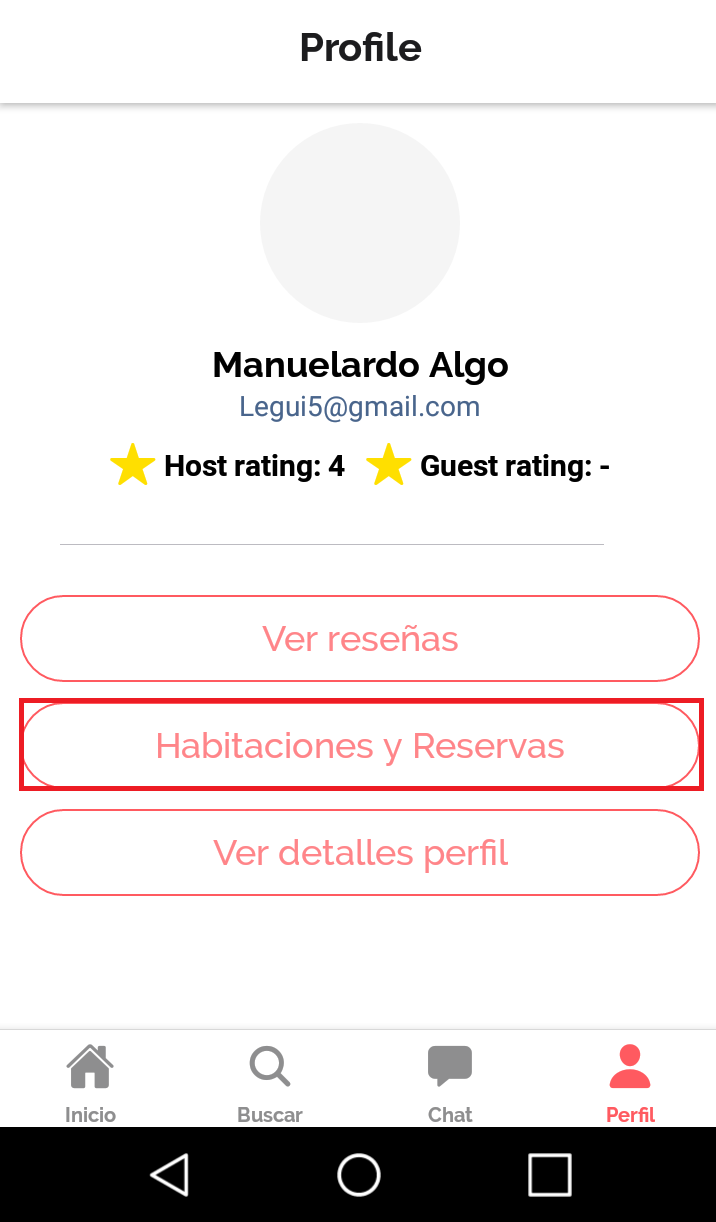 Profile
Manuelardo Algo
Legui5@gmail.com
Host rating: 4 Guest rating: -
Ver reseñas
Habitaciones y Reservas
Ver detalles perfil
Inicio Buscar Chat Perfil